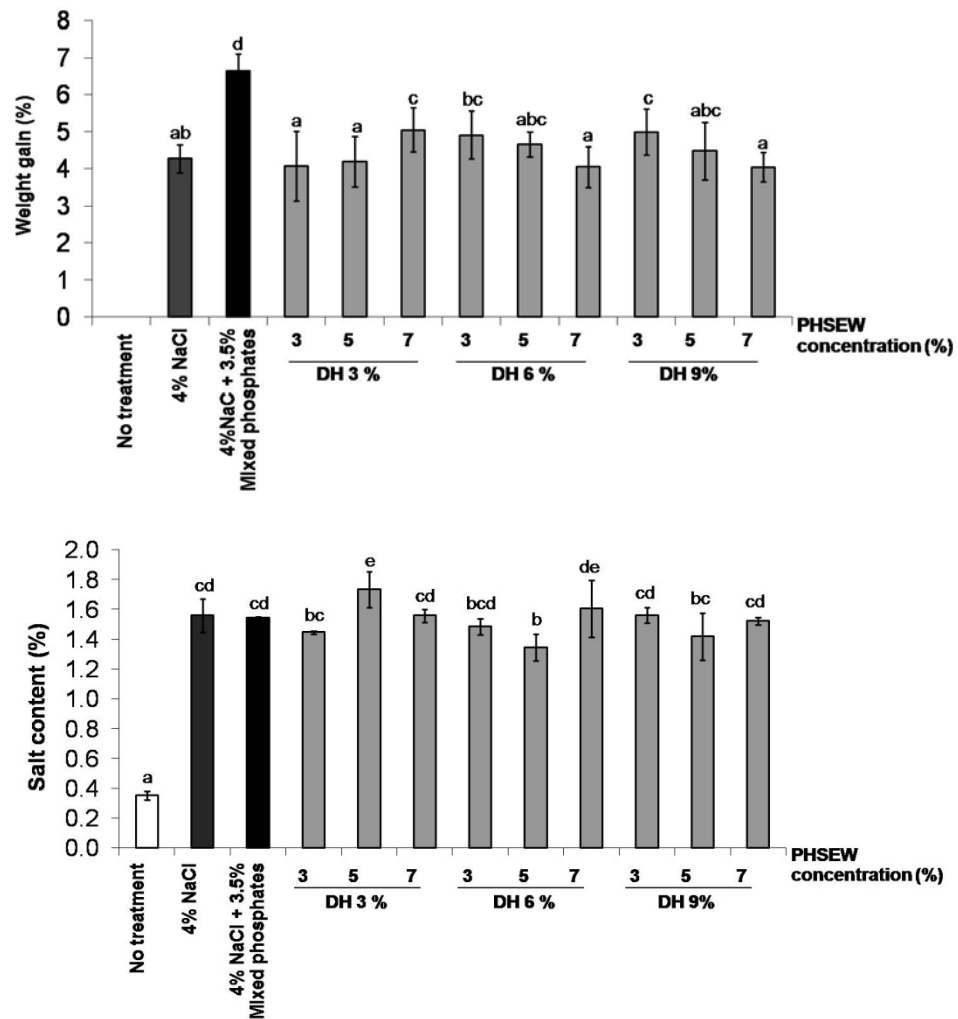 8
7
6
5
4
3
2
1
0
Weight gain (%)
ab
d
a
a
c
bc
abc
a
c
abc
a
No treatment
4% NaCl
4%NaC + 3.5%
Mixed phosphates
3 5 7
DH 3 %
3 5 7
DH 6 %
3 5 7
DH 9%
PHSEW
concentration (%)
2.0
1.8
1.6
1.4
1.2
1.0
0.8
0.6
0.4
0.2
0.0
Salt content (%)
a
cd
cd
bc
e
cd
bcd
b
de
cd
bc
cd
No treatment
4% NaCl
4% NaCl + 3.5%
Mixed phosphates
3 5 7
DH 3 %
3 5 7
DH 6 %
3 5 7
DH 9%
PHSEW
concentration (%)